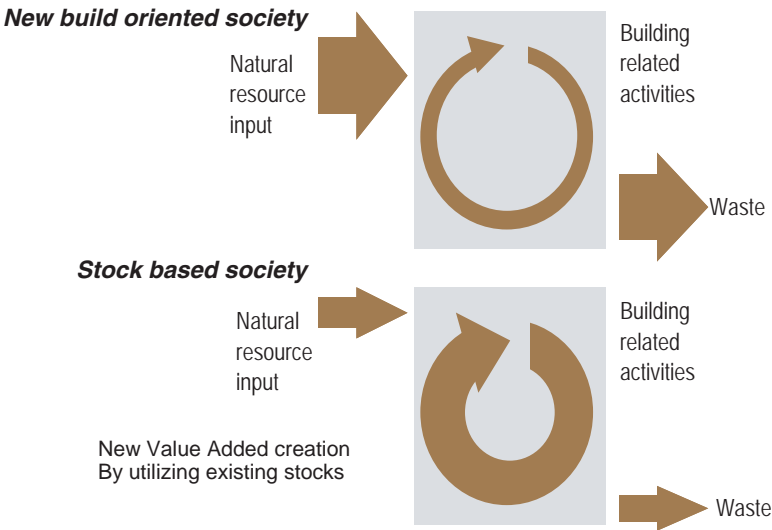 New build oriented society
Natural
resource
input
Building
related
activities
Waste
Stock based society
Natural
resource
input
Building
related
activities
New Value Added creation
By utilizing existing stocks
Waste